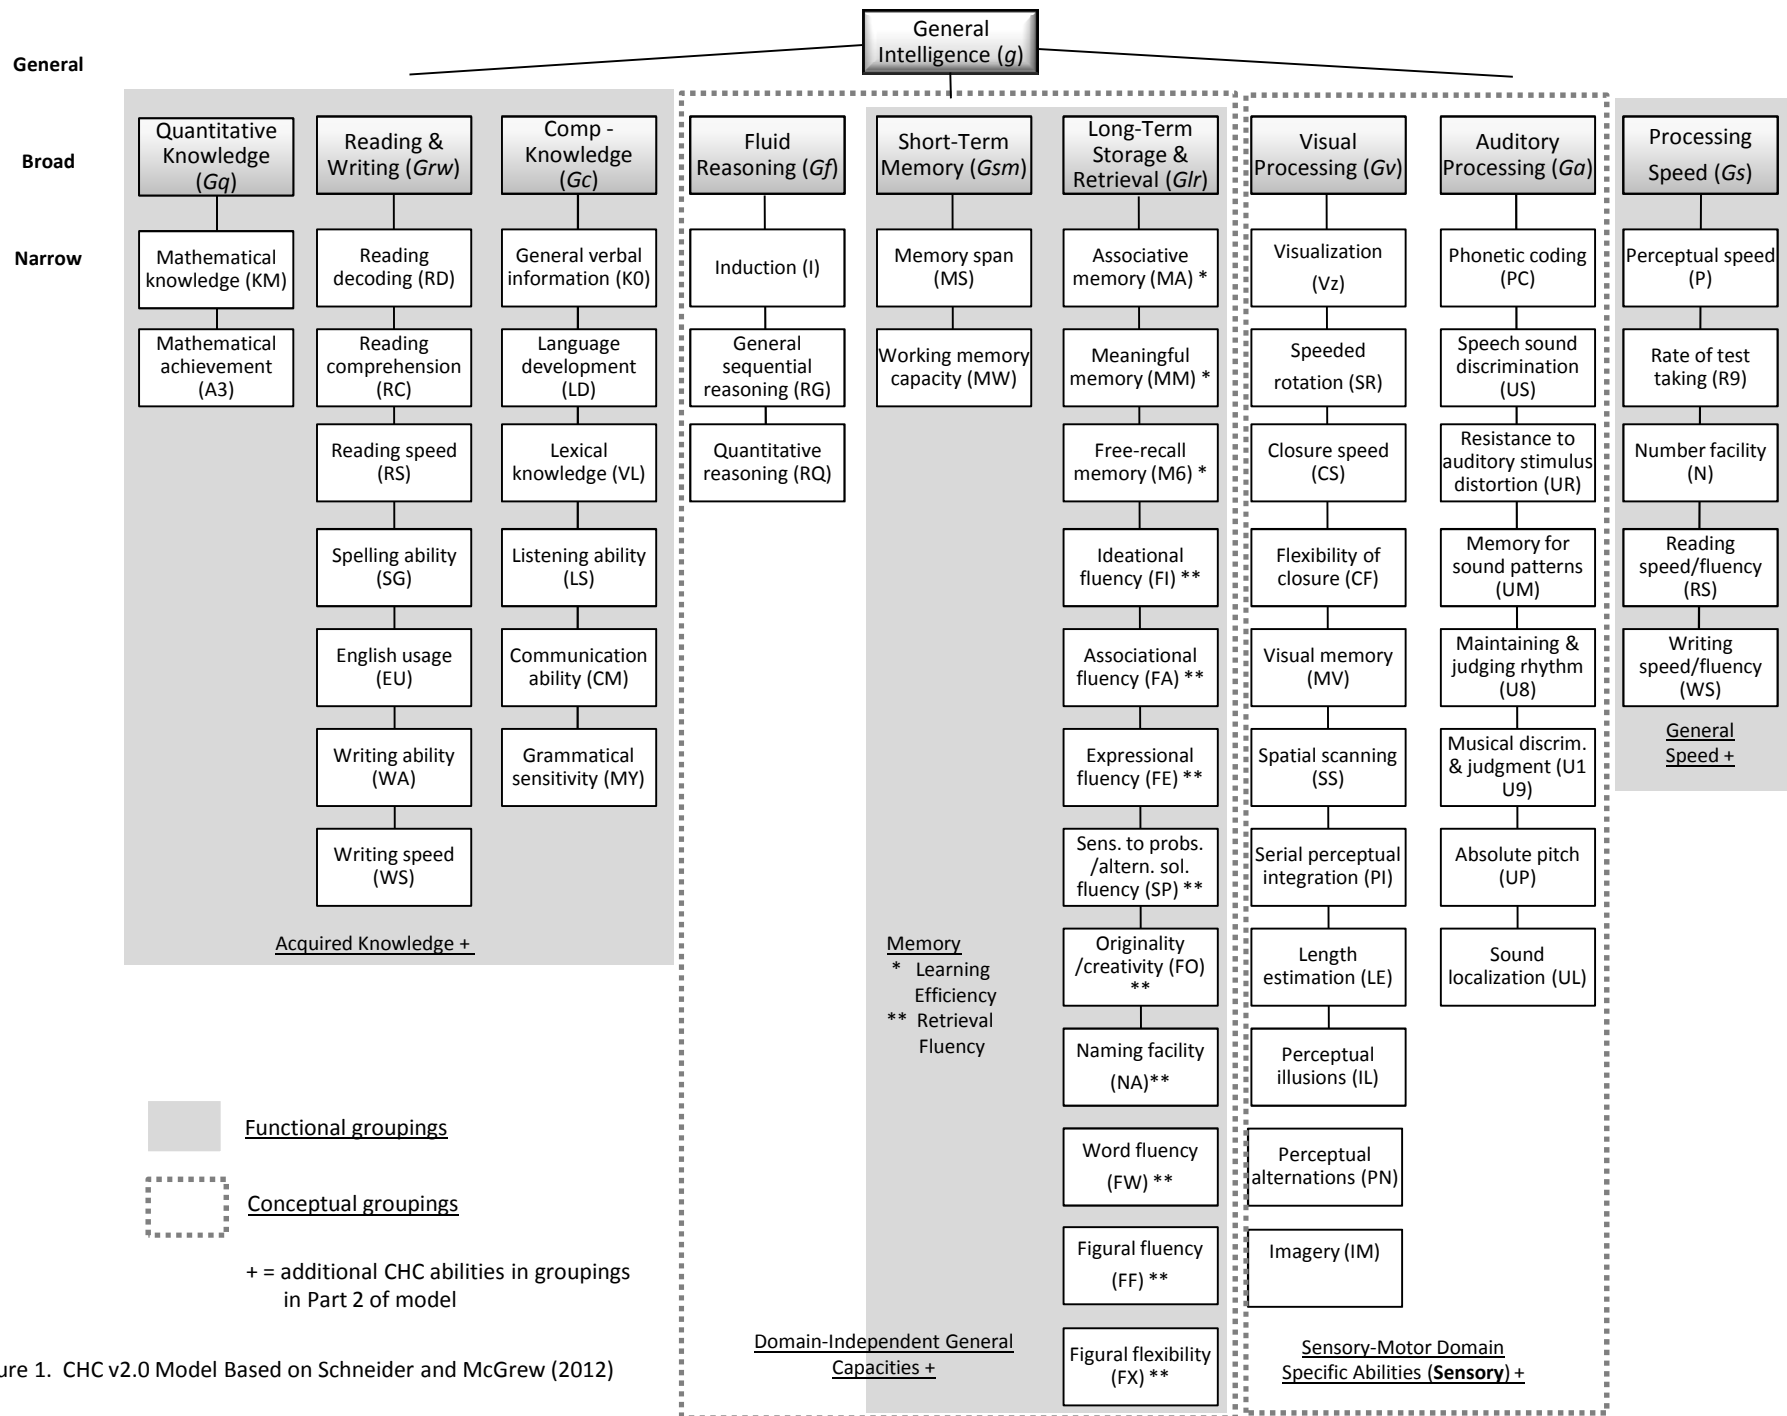 General
Intelligence (g)
General
Broad
Narrow
Quantitative
Knowledge
(Gq)
Mathematical
knowledge (KM)
Mathematical
achievement
(A3)
Reading &
Writing (Grw)
Reading
decoding (RD)
Reading
comprehension
(RC)
Reading speed
(RS)
Spelling ability
(SG)
English usage
(EU)
Writing ability
(WA)
Writing speed
(WS)
Comp -
Knowledge
(Gc)
General verbal
information (K0)
Language
development
(LD)
Lexical
knowledge (VL)
Listening ability
(LS)
Communication
ability (CM)
Grammatical
sensitivity (MY)
Acquired Knowledge +
Fluid
Reasoning (Gf)
Induction (I)
General
sequential
reasoning (RG)
Quantitative
reasoning (RQ)
Short-Term
Memory (Gsm)
Memory span
(MS)
Working memory
capacity (MW)
Memory
* Learning
Efficiency
** Retrieval
Fluency
Long-Term
Storage &
Retrieval (Glr)
Associative
memory (MA) *
Meaningful
memory (MM) *
Free-recall
memory (M6) *
Ideational
fluency (FI) **
Associational
fluency (FA) **
Expressional
fluency (FE) **
Sens. to probs.
/altern. sol.
fluency (SP) **
Originality
/creativity (FO)
**
Naming facility
(NA)**
Word fluency
(FW) **
Figural fluency
(FF) **
Figural flexibility
(FX) **
Domain-Independent General
Capacities +
Visual
Processing (Gv)
Visualization
(Vz)
Speeded
rotation (SR)
Closure speed
(CS)
Flexibility of
closure (CF)
Visual memory
(MV)
Spatial scanning
(SS)
Serial perceptual
integration (PI)
Length
estimation (LE)
Perceptual
illusions (IL)
Perceptual
alternations (PN)
Imagery (IM)
Auditory
Processing (Ga)
Phonetic coding
(PC)
Speech sound
discrimination
(US)
Resistance to
auditory stimulus
distortion (UR)
Memory for
sound patterns
(UM)
Maintaining &
judging rhythm
(U8)
Musical discrim.
& judgment (U1
U9)
Absolute pitch
(UP)
Sound
localization (UL)
Sensory-Motor Domain
Specific Abilities (Sensory) +
Processing
Speed (Gs)
Perceptual speed
(P)
Rate of test
taking (R9)
Number facility
(N)
Reading
speed/fluency
(RS)
Writing
speed/fluency
(WS)
General
Speed +
Functional groupings
Conceptual groupings
+ = additional CHC abilities in groupings
in Part 2 of model
ure 1. CHC v2.0 Model Based on Schneider and McGrew (2012)